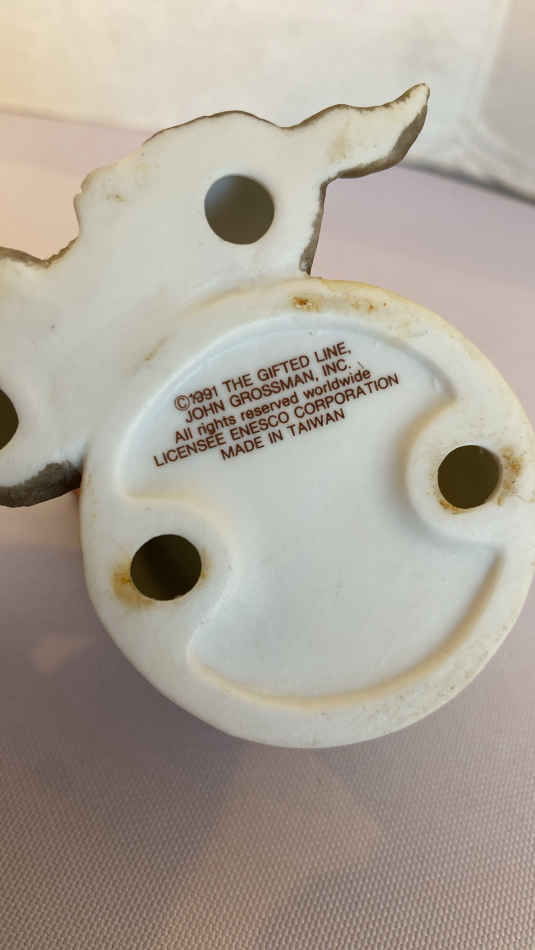 ©1991 THE GIFTED LINE,
JOHN GROSSMAN, INC.
All rights reserved worldwide
LICENSEE ENESCO CORPORATION
MADE IN TAIWAN